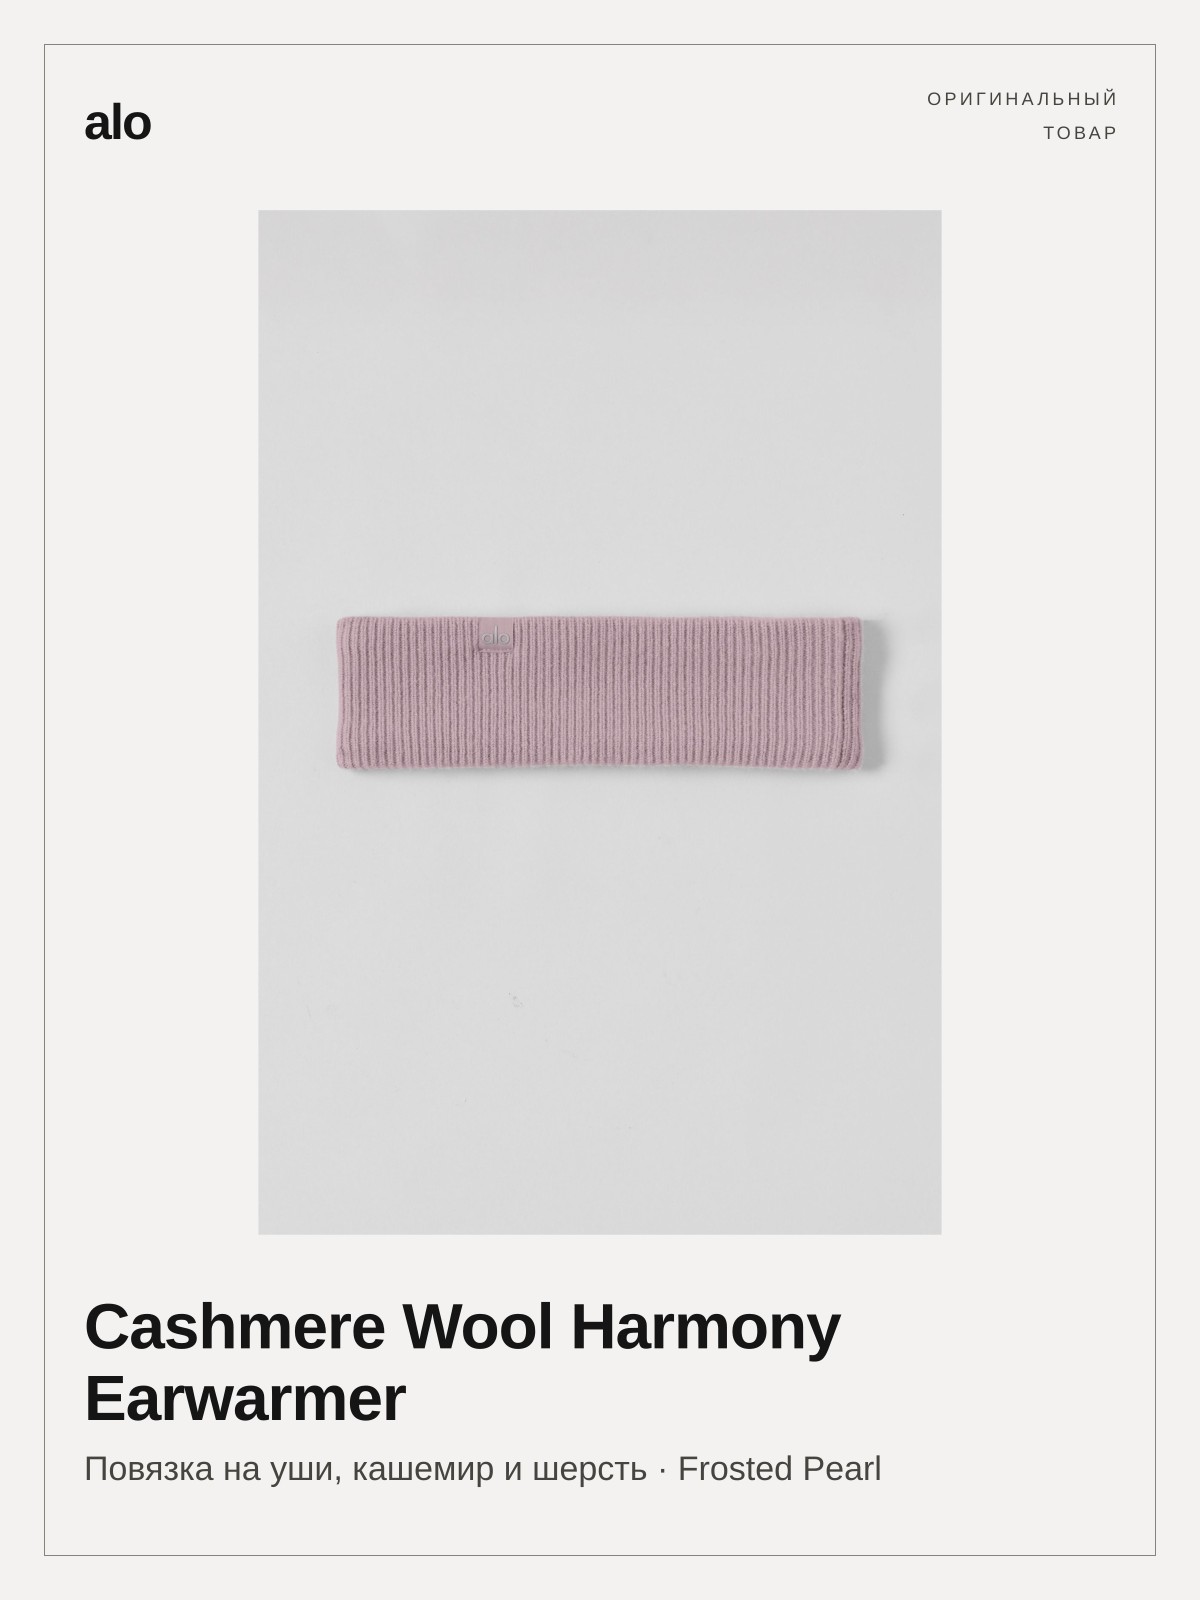 alo
ОРИГИНАЛЬНЫЙ
ТОВАР
alo
Cashmere Wool Harmony
Earwarmer
Повязка на уши, кашемир и шерсть · Frosted Pearl